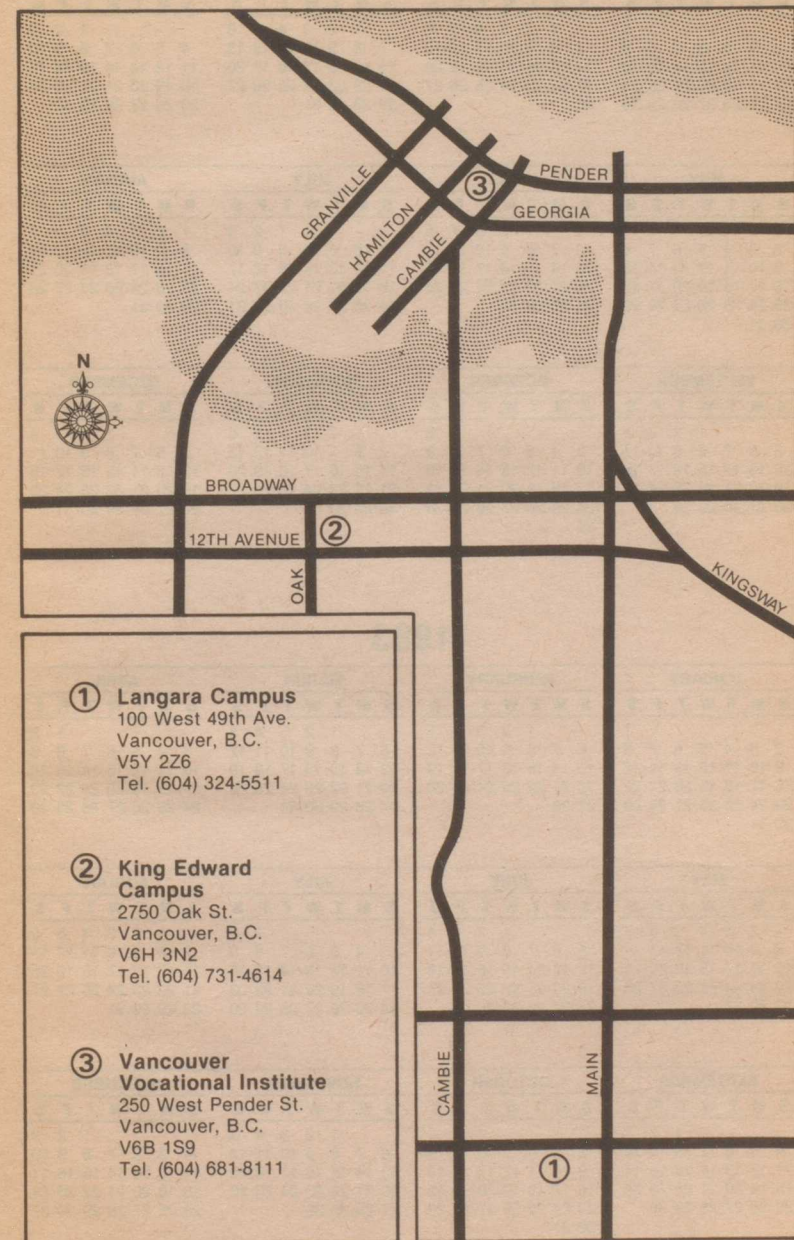 PENDER
GEORGIA
GRANVILLE
HAMILTON
CAMBIE
③
N
BROADWAY
12TH AVENUE
②
OAK
KINGSWAY
① Langara Campus
100 West 49th Ave.
Vancouver, B.C.
V5Y 2Z6
Tel. (604) 324-5511
② King Edward
Campus
2750 Oak St.
Vancouver, B.C.
V6H 3N2
Tel. (604) 731-4614
③ Vancouver
Vocational Institute
250 West Pender St.
Vancouver, B.C.
V6B 1S9
Tel. (604) 681-8111
CAMBIE
MAIN
①